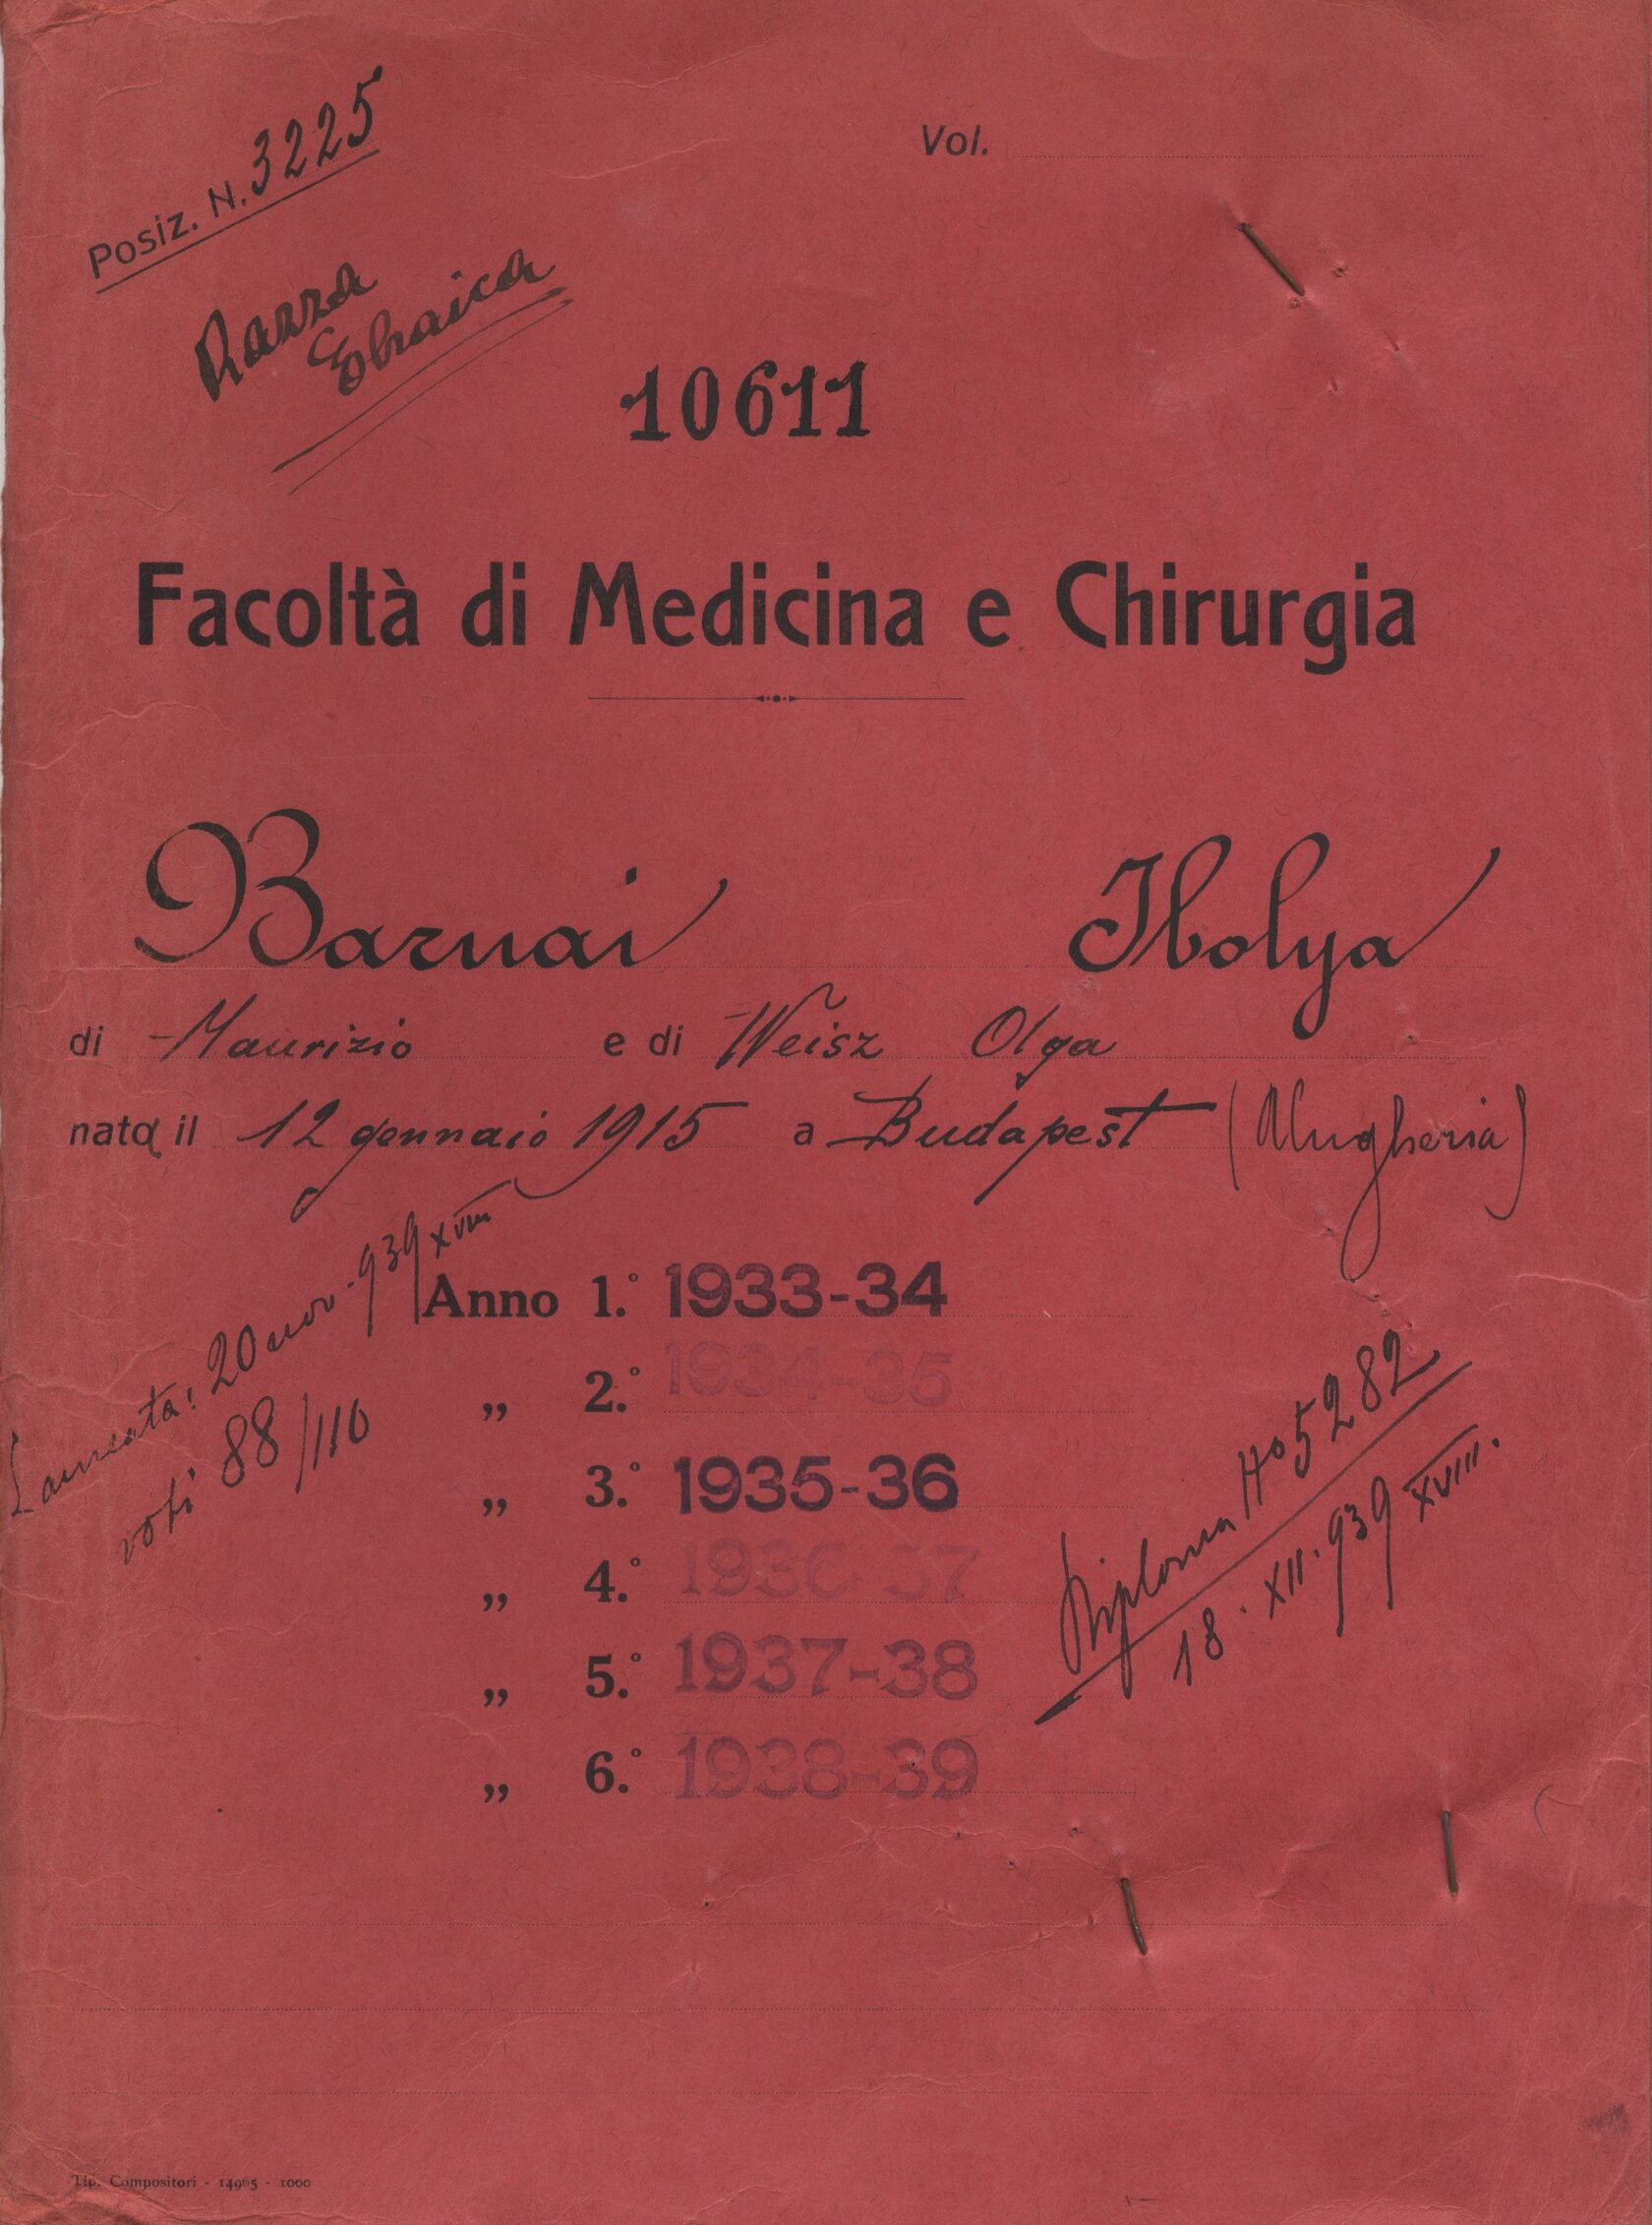 Posiz. N. 3225
Vol.
Razza
Ebraica
10611
Facoltà di Medicina e Chirurgia
Barnai Ibolya
di Maurizio e di Weisz Olga
nata il 12 gennaio 1915 a Budapest (Ungheria)
Laureata: 20 nov. 939 XVIII
voti 88/110
Anno 1.° 1933-34
„ 2.° 1934-35
„ 3.° 1935-36
„ 4.° 1936-37
„ 5.° 1937-38
„ 6.° 1938-39
Diploma No 5282
18. XII. 939 XVIII.
Tip. Compositori - 14965 - 1000